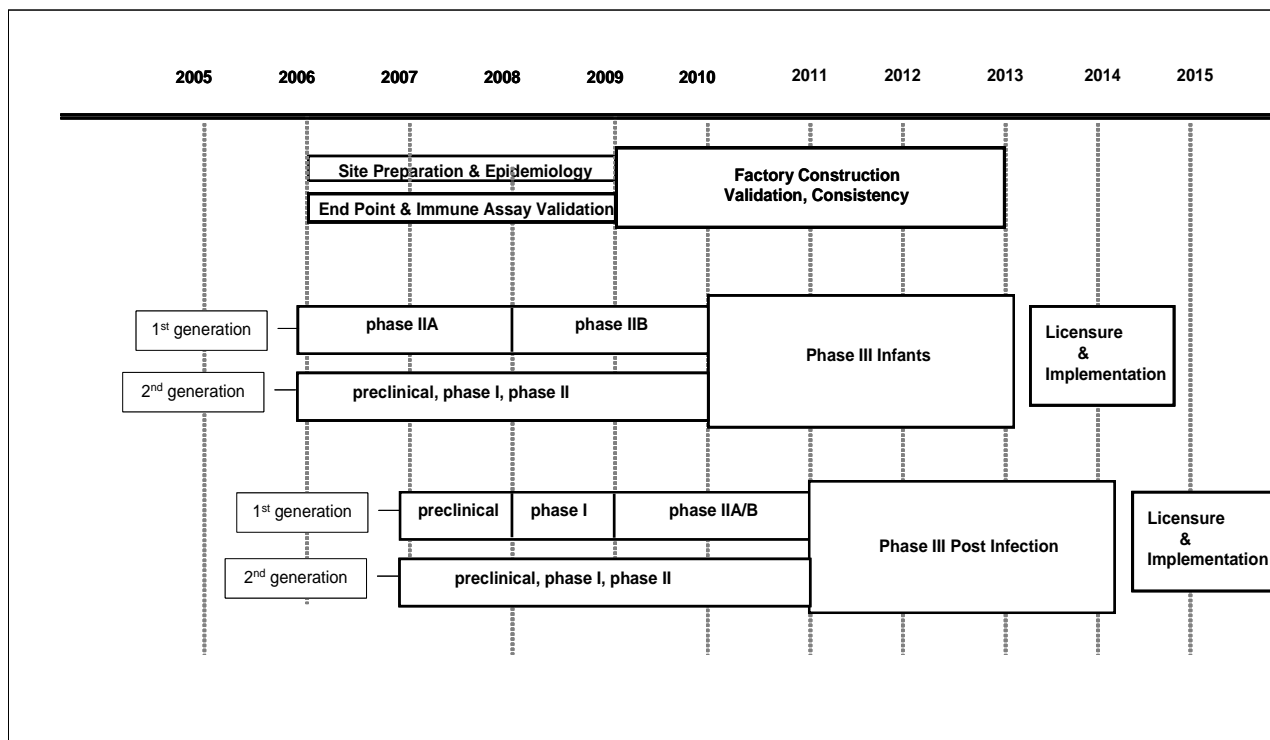 2005 2006 2007 2008 2009 2010 2011 2012 2013 2014 2015
Site Preparation & Epidemiology
End Point & Immune Assay Validation
Factory Construction
Validation, Consistency
1st generation
phase IIA
phase IIB
2nd generation
preclinical, phase I, phase II
Phase III Infants
Licensure
&
Implementation
1st generation
preclinical
phase I
phase IIA/B
2nd generation
preclinical, phase I, phase II
Phase III Post Infection
Licensure
&
Implementation